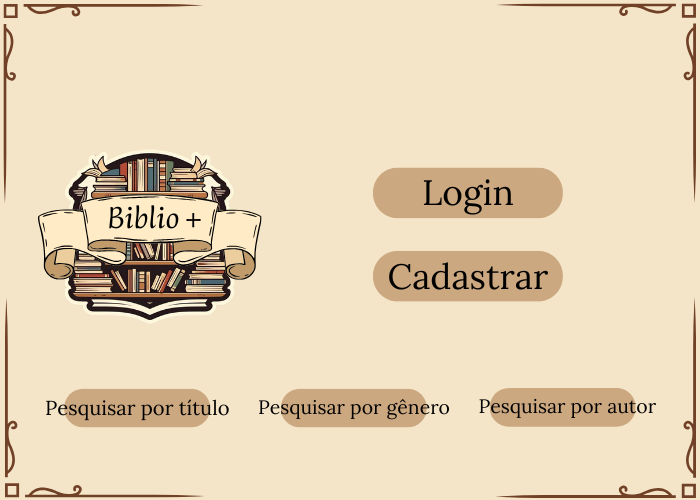 Biblio +
Login
Cadastrar
Pesquisar por título
Pesquisar por gênero
Pesquisar por autor